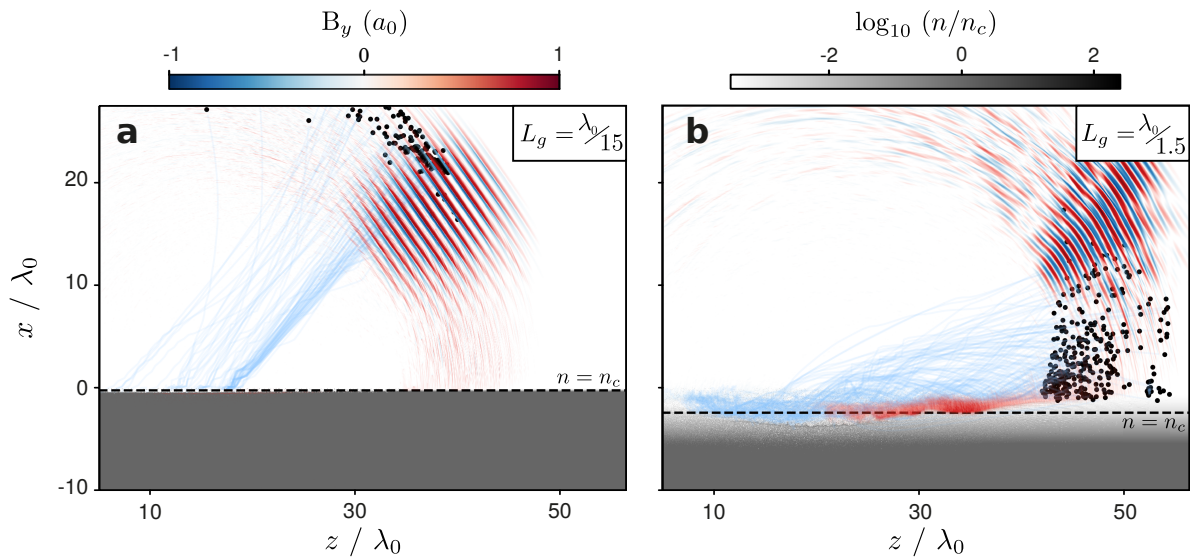 B_y (a_0)
-1 0 1
log_10 (n/n_c)
-2 0 2
a
L_g = λ_0/15
b
L_g = λ_0/1.5
20
10
0
-10
x / λ_0
n = n_c
n = n_c
10 30 50
10 30 50
z / λ_0
z / λ_0